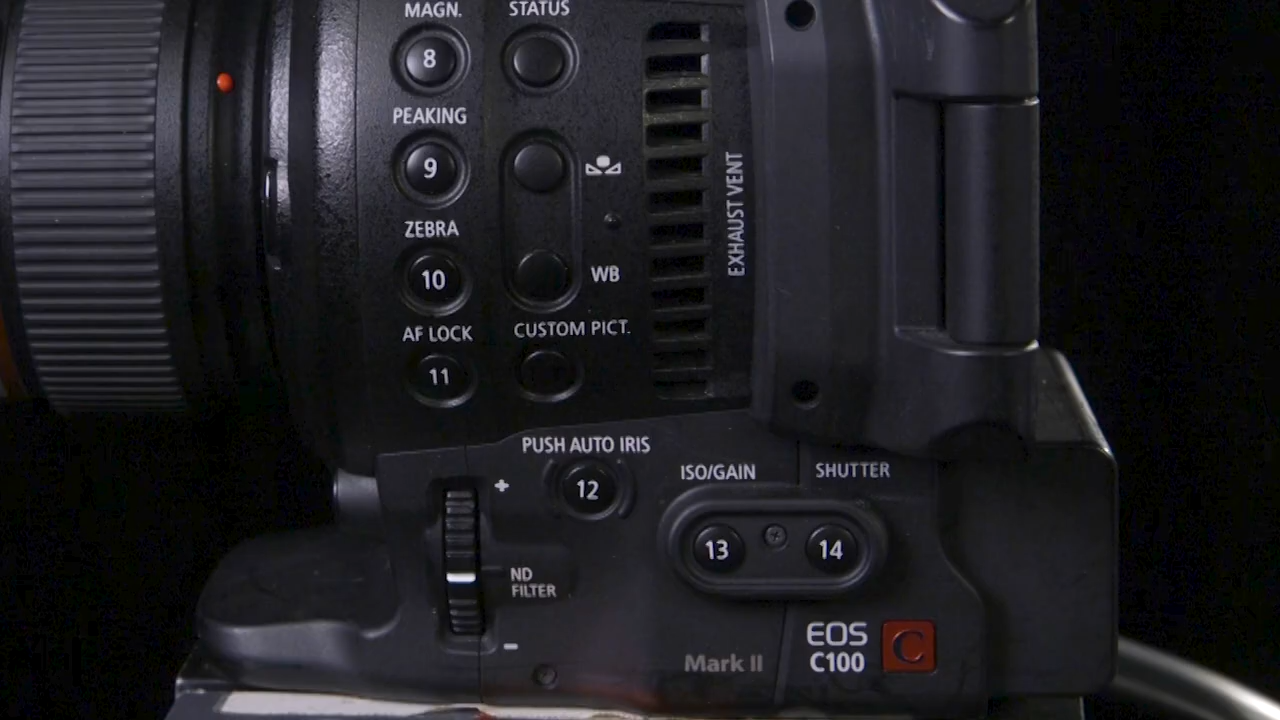 MAGN.
STATUS
8
PEAKING
9
ZEBRA
10
WB
AF LOCK
CUSTOM PICT.
11
EXHAUST VENT
PUSH AUTO IRIS
12
+
ISO/GAIN
SHUTTER
13
14
ND
FILTER
-
EOS
C100
C
Mark II